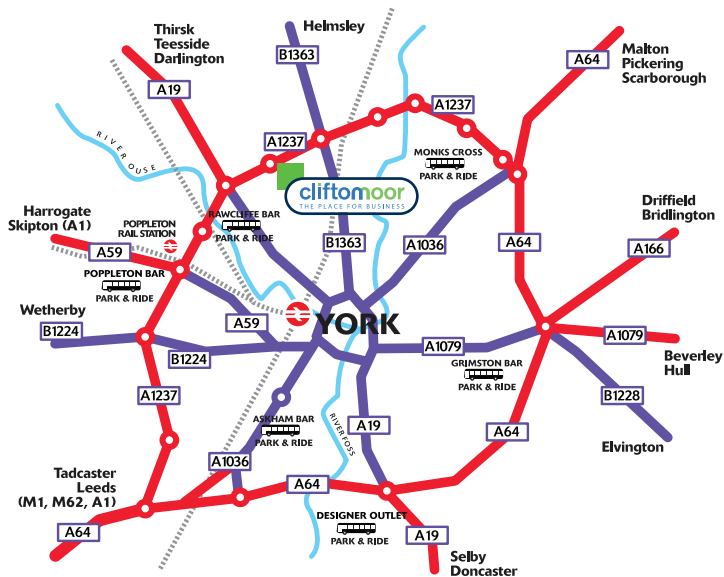 Thirsk
Teesside
Darlington
Helmsley
B1363
A64
Malton
Pickering
Scarborough
A19
A1237
A1237
RIVER OUSE
MONKS CROSS
PARK & RIDE
cliftonmoor
THE PLACE FOR BUSINESS
Harrogate
Skipton (A1)
POPPLETON
RAIL STATION
RAWCLIFFE BAR
PARK & RIDE
Driffield
Bridlington
A59
B1363
A1036
A64
A166
POPPLETON BAR
PARK & RIDE
Wetherby
B1224
A59
YORK
B1224
A1079
A1079
Beverley
Hull
GRIMSTON BAR
PARK & RIDE
A1237
B1228
ASKHAM BAR
PARK & RIDE
RIVER FOSS
A19
A64
Elvington
A1036
Tadcaster
Leeds
(M1, M62, A1)
A64
A64
DESIGNER OUTLET
PARK & RIDE
A19
Selby
Doncaster